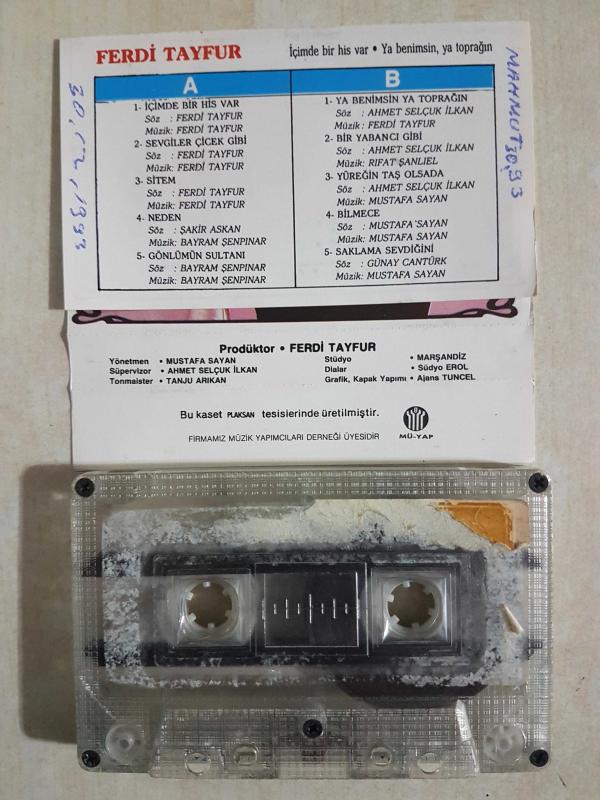 FERDİ TAYFUR
İçimde bir his var • Ya benimsin, ya toprağın
A
1- İÇİMDE BİR HİS VAR
Söz : FERDİ TAYFUR
Müzik: FERDİ TAYFUR
2- SEVGİLER ÇİÇEK GİBİ
Söz : FERDİ TAYFUR
Müzik: FERDİ TAYFUR
3- SİTEM
Söz : FERDİ TAYFUR
Müzik: FERDİ TAYFUR
4- NEDEN
Söz : ŞAKİR ASKAN
Müzik: BAYRAM ŞENPINAR
5- GÖNLÜMÜN SULTANI
Söz : BAYRAM ŞENPINAR
Müzik: BAYRAM ŞENPINAR
B
1- YA BENİMSİN YA TOPRAĞIN
Söz : AHMET SELÇUK İLKAN
Müzik: FERDİ TAYFUR
2- BİR YABANCI GİBİ
Söz : AHMET SELÇUK İLKAN
Müzik: RIFAT ŞANLIEL
3- YÜREĞİN TAŞ OLSADA
Söz : AHMET SELÇUK İLKAN
Müzik: MUSTAFA SAYAN
4- BİLMECE
Söz : MUSTAFA SAYAN
Müzik: MUSTAFA SAYAN
5- SAKLAMA SEVDİĞİNİ
Söz : GÜNAY CANTÜRK
Müzik: MUSTAFA SAYAN
MAHMUT
Prodüktor • FERDİ TAYFUR
Yönetmen • MUSTAFA SAYAN
Süpervizor • AHMET SELÇUK İLKAN
Tonmaister • TANJU ARIKAN
Stüdyo • MARŞANDİZ
Dialar • Südyo EROL
Grafik, Kapak Yapımı • Ajans TUNCEL
Bu kaset PLAKSAN tesislerinde üretilmiştir.
FİRMAMIZ MÜZİK YAPIMCILARI DERNEĞİ ÜYESİDİR
MÜ-YAP